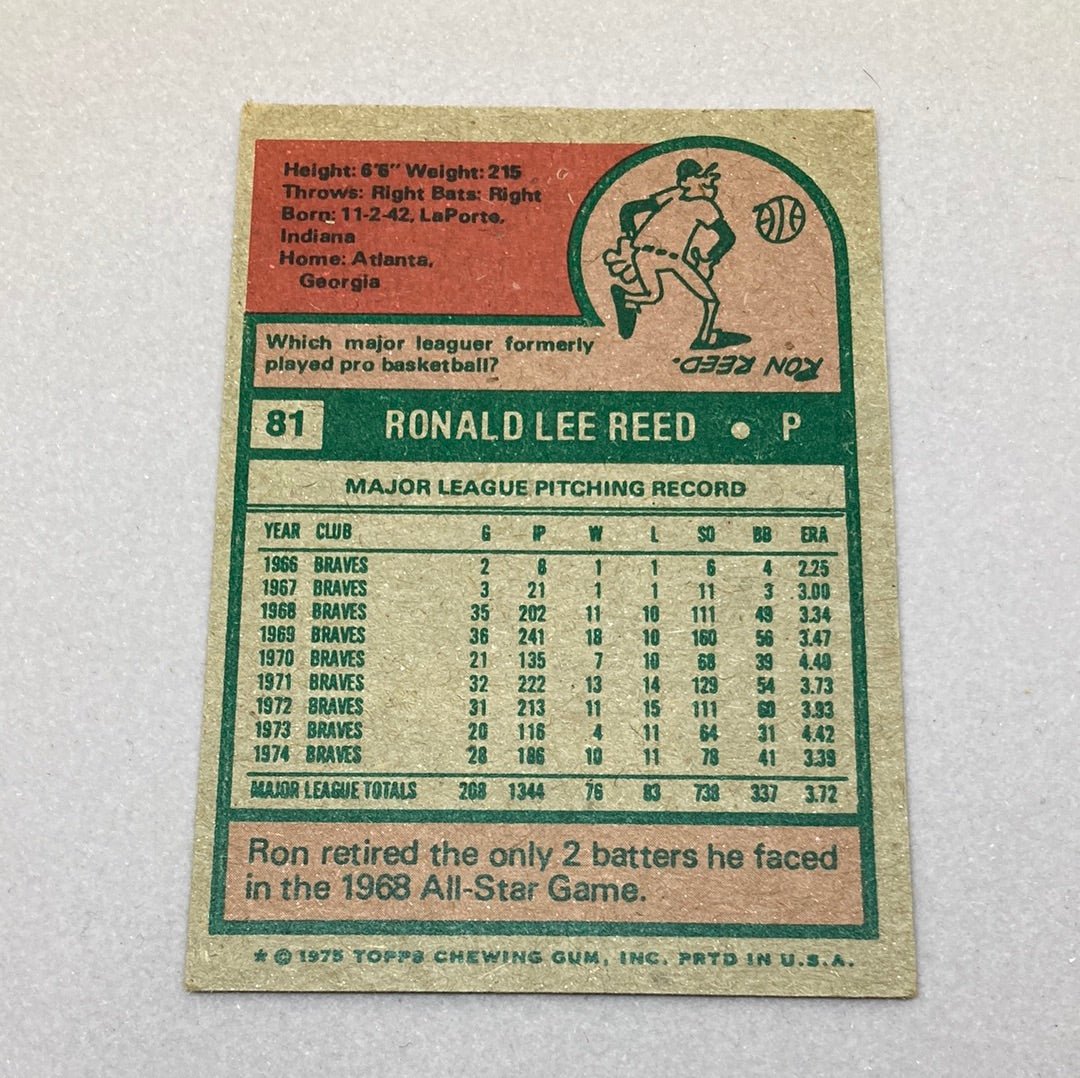 Height: 6'6" Weight: 215
Throws: Right Bats: Right
Born: 11-2-42, LaPorte,
Indiana
Home: Atlanta,
Georgia
Which major leaguer formerly
played pro basketball?
RON REED.
81 RONALD LEE REED • P
MAJOR LEAGUE PITCHING RECORD
YEAR CLUB G IP W L SO BB ERA
1966 BRAVES 2 8 1 1 6 4 2.25
1967 BRAVES 3 21 1 1 11 3 3.00
1968 BRAVES 35 202 11 10 111 49 3.34
1969 BRAVES 36 241 18 10 160 56 3.47
1970 BRAVES 21 135 7 10 68 39 4.40
1971 BRAVES 32 222 13 14 129 54 3.73
1972 BRAVES 31 213 11 15 111 60 3.93
1973 BRAVES 20 116 4 11 64 31 4.42
1974 BRAVES 28 186 10 11 78 41 3.39
MAJOR LEAGUE TOTALS 208 1344 76 83 738 337 3.72
Ron retired the only 2 batters he faced
in the 1968 All-Star Game.
* © 1975 TOPPS CHEWING GUM, INC. PRTD IN U.S.A.